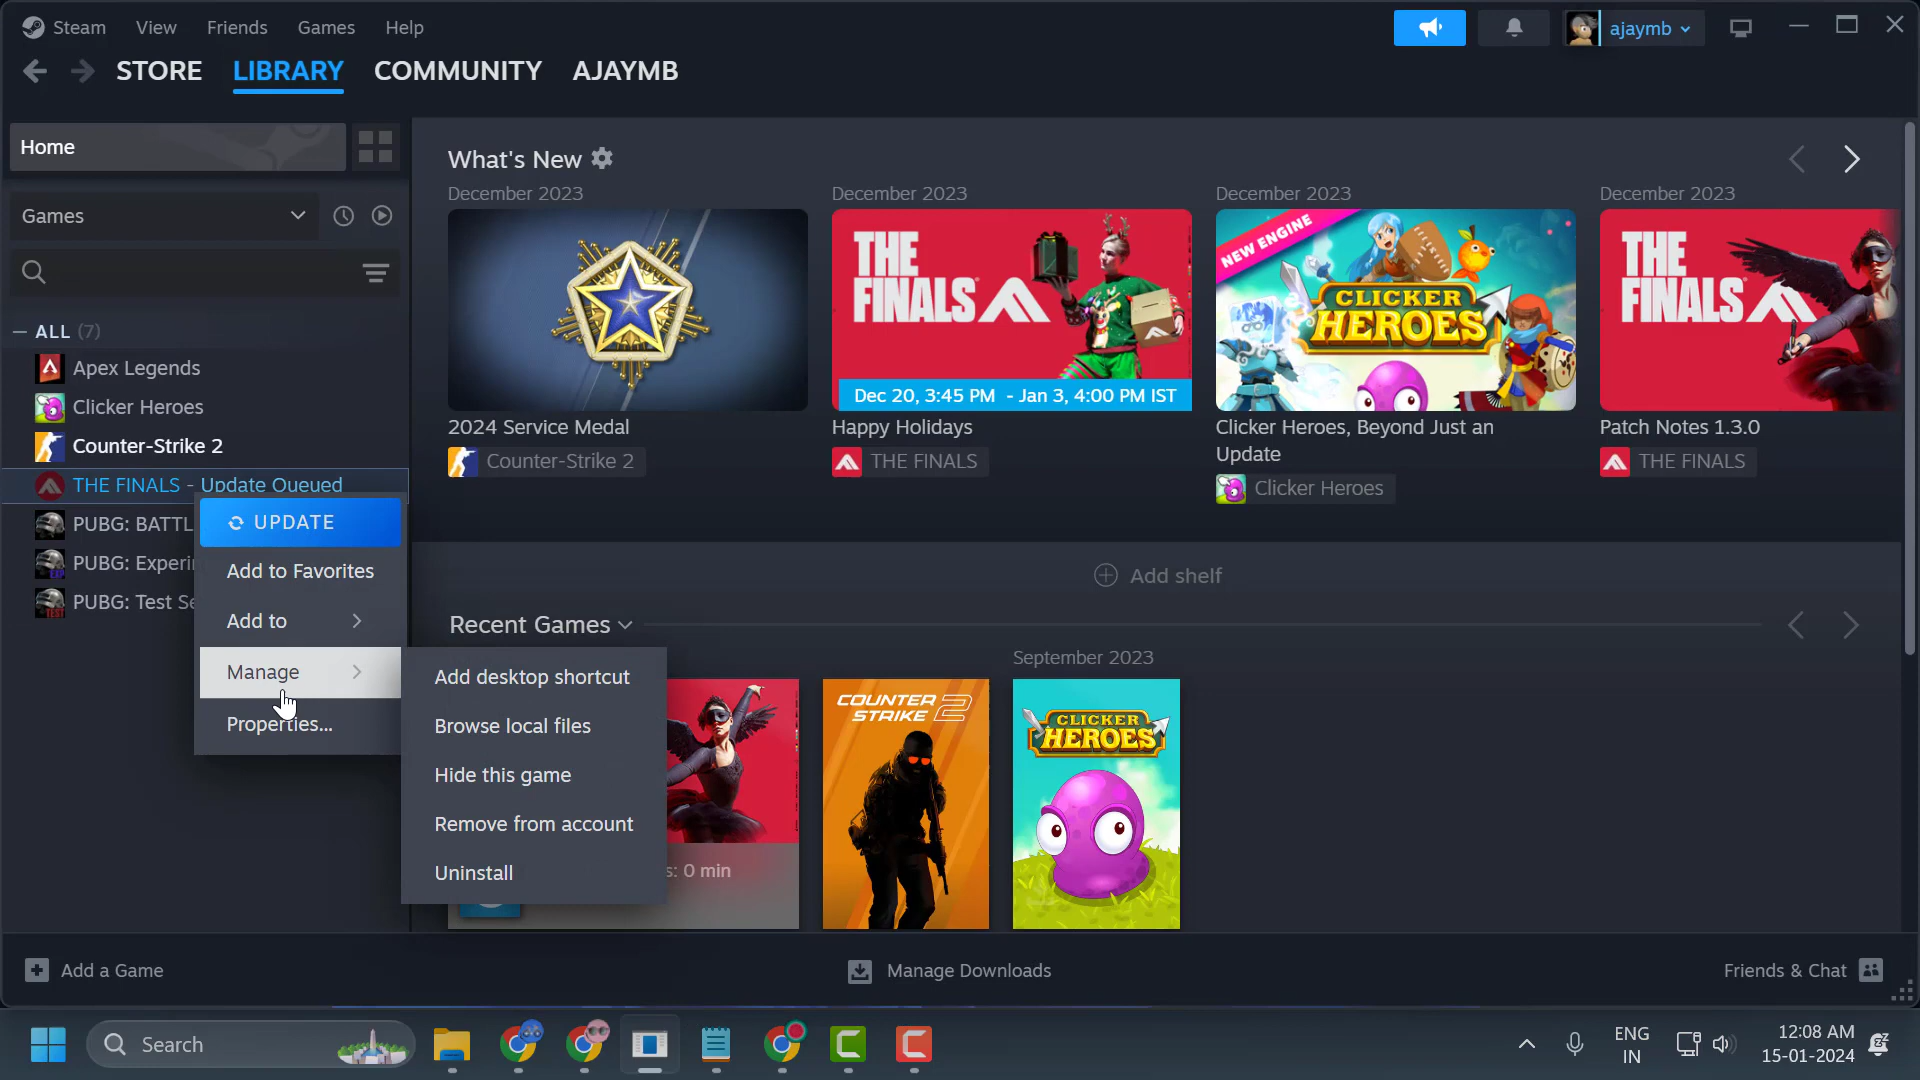 Steam View Friends Games Help
ajaymb
STORE LIBRARY COMMUNITY AJAYMB
Home
Games
ALL (7)
Apex Legends
Clicker Heroes
Counter-Strike 2
THE FINALS - Update Queued
PUBG: BATTL
PUBG: Experi
PUBG: Test Se
UPDATE
Add to Favorites
Add to
Manage
Properties...
Add desktop shortcut
Browse local files
Hide this game
Remove from account
Uninstall
What's New
December 2023
2024 Service Medal
Counter-Strike 2
December 2023
THE
FINALS
Dec 20, 3:45 PM - Jan 3, 4:00 PM IST
Happy Holidays
THE FINALS
December 2023
NEW ENGINE
CLICKER
HEROES
Clicker Heroes, Beyond Just an
Update
Clicker Heroes
December 2023
THE
FINALS
Patch Notes 1.3.0
THE FINALS
Add shelf
Recent Games
s: 0 min
COUNTER
STRIKE 2
September 2023
CLICKER
HEROES
Add a Game
Manage Downloads
Friends & Chat
Search
ENG
IN
12:08 AM
15-01-2024